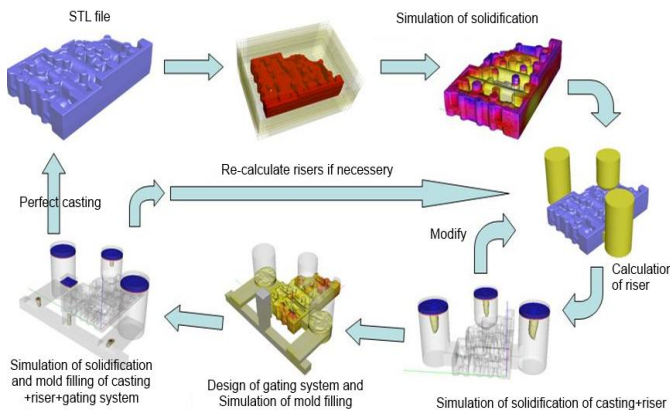 STL file
Simulation of solidification
Re-calculate risers if necessery
Perfect casting
Modify
Calculation
of riser
Simulation of solidification
and mold filling of casting
+riser+gating system
Design of gating system and
Simulation of mold filling
Simulation of solidification of casting+riser